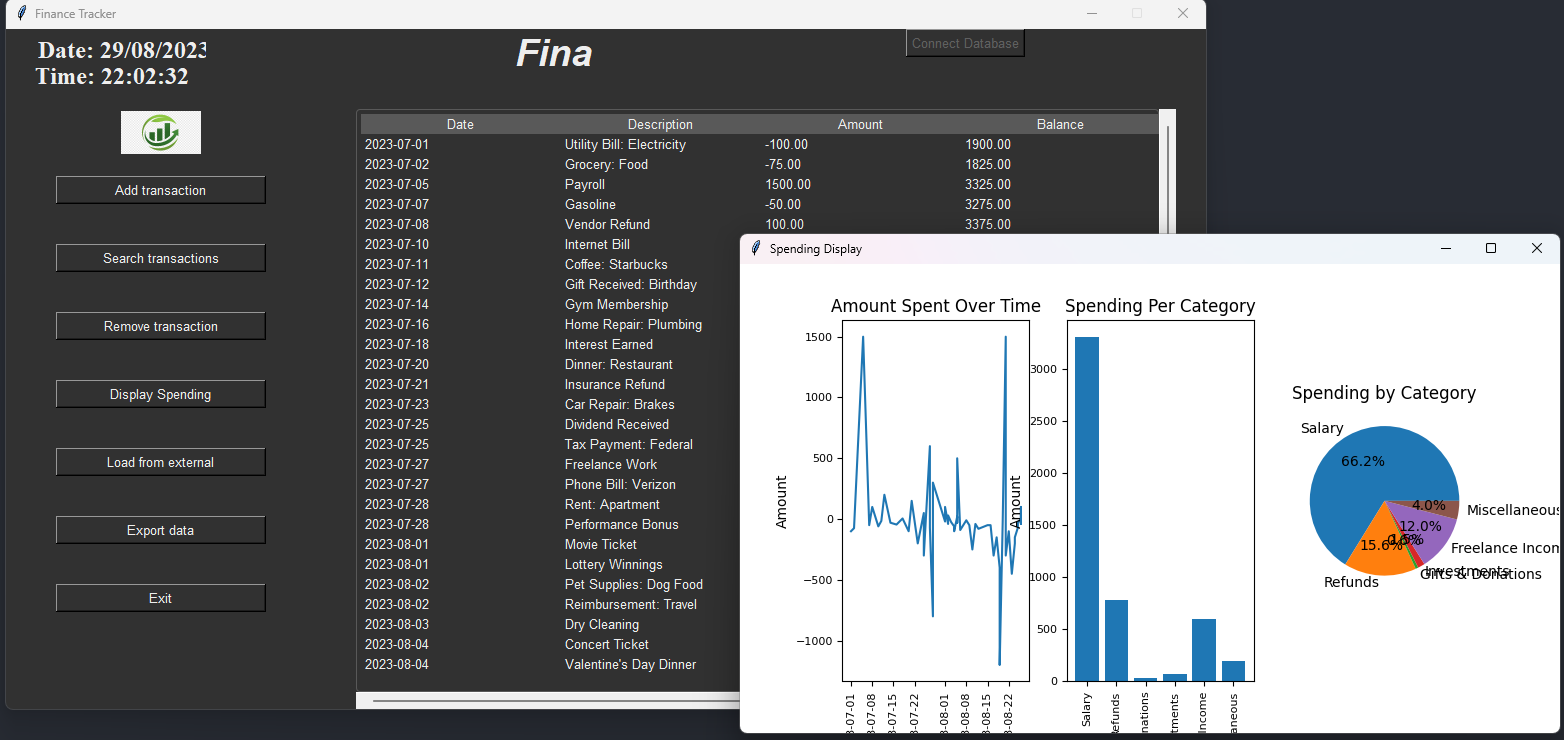 Finance Tracker
Date: 29/08/2023
Time: 22:02:32
Fina
Connect Database
Add transaction
Search transactions
Remove transaction
Display Spending
Load from external
Export data
Exit
Date Description Amount Balance
2023-07-01 Utility Bill: Electricity -100.00 1900.00
2023-07-02 Grocery: Food -75.00 1825.00
2023-07-05 Payroll 1500.00 3325.00
2023-07-07 Gasoline -50.00 3275.00
2023-07-08 Vendor Refund 100.00 3375.00
2023-07-10 Internet Bill
2023-07-11 Coffee: Starbucks
2023-07-12 Gift Received: Birthday
2023-07-14 Gym Membership
2023-07-16 Home Repair: Plumbing
2023-07-18 Interest Earned
2023-07-20 Dinner: Restaurant
2023-07-21 Insurance Refund
2023-07-23 Car Repair: Brakes
2023-07-25 Dividend Received
2023-07-25 Tax Payment: Federal
2023-07-27 Freelance Work
2023-07-27 Phone Bill: Verizon
2023-07-28 Rent: Apartment
2023-07-28 Performance Bonus
2023-08-01 Movie Ticket
2023-08-01 Lottery Winnings
2023-08-02 Pet Supplies: Dog Food
2023-08-02 Reimbursement: Travel
2023-08-03 Dry Cleaning
2023-08-04 Concert Ticket
2023-08-04 Valentine's Day Dinner
Spending Display
Amount Spent Over Time
Amount
1500
1000
500
0
−500
−1000
3-07-01
3-07-08
3-07-15
3-07-22
3-08-01
3-08-08
3-08-15
3-08-22
Spending Per Category
Amount
3000
2500
2000
1500
1000
500
0
Salary
efunds
nations
tments
Income
aneous
Spending by Category
Salary
66.2%
4.0%
Miscellaneous
12.0%
15.6%
Freelance Incom
Investments
Gifts & Donations
Refunds